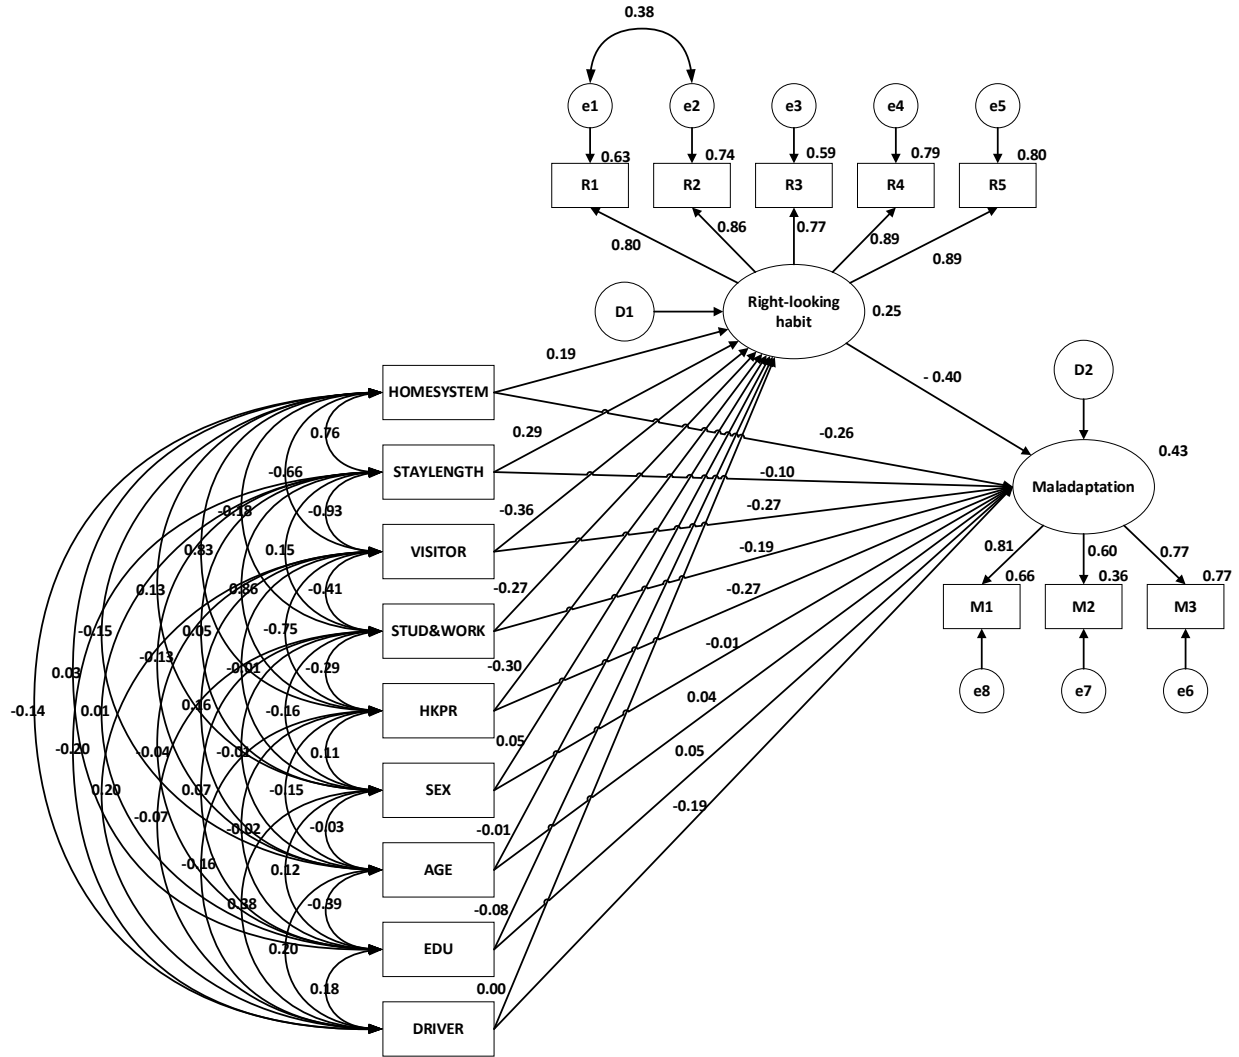 0.38
e1 e2 e3 e4 e5
0.63 0.74 0.59 0.79 0.80
R1 R2 R3 R4 R5
0.80 0.86 0.77 0.89 0.89
D1
Right-looking
habit
0.25
0.19
- 0.40
D2
HOMESYSTEM
0.76
0.29
-0.26
0.43
-0.66
STAYLENGTH
-0.10
Maladaptation
-0.18 -0.93
-0.36
-0.27
0.83 0.15
VISITOR
-0.19
0.81 0.60 0.77
0.66 0.36 0.77
0.13 0.86 -0.41
-0.27
-0.27
M1 M2 M3
-0.15 0.05 -0.75
STUD&WORK
-0.01
-0.13 -0.01 -0.29
-0.30
0.03
e8 e7 e6
-0.14 0.01 0.16 -0.16
HKPR
0.04
-0.20 -0.04 -0.02 0.11
0.05
0.05
0.20 0.07 -0.15
SEX
-0.19
-0.07 -0.02 -0.03
-0.01
-0.16 0.12
AGE
0.38 -0.39
-0.08
0.20
EDU
0.18
0.00
DRIVER